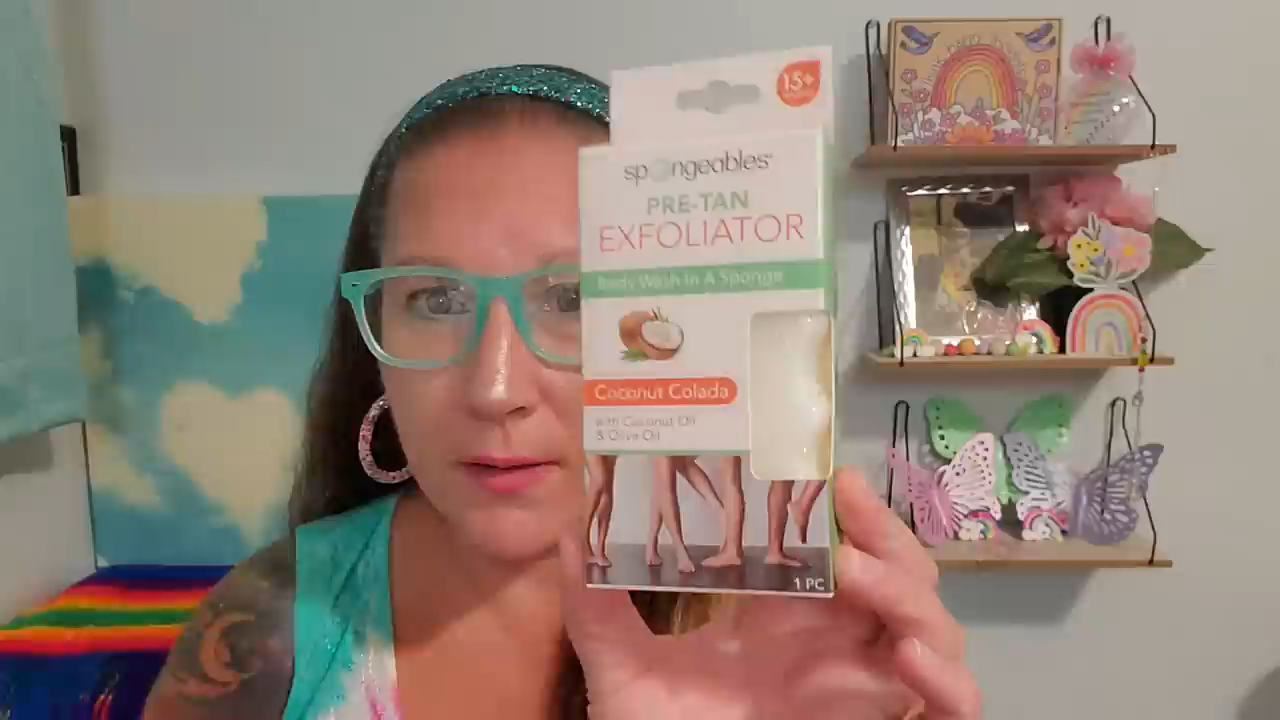 15+
spongeables®
PRE-TAN
EXFOLIATOR
Body Wash In A Sponge
Coconut Colada
with Coconut Oil
& Olive Oil
1 PC